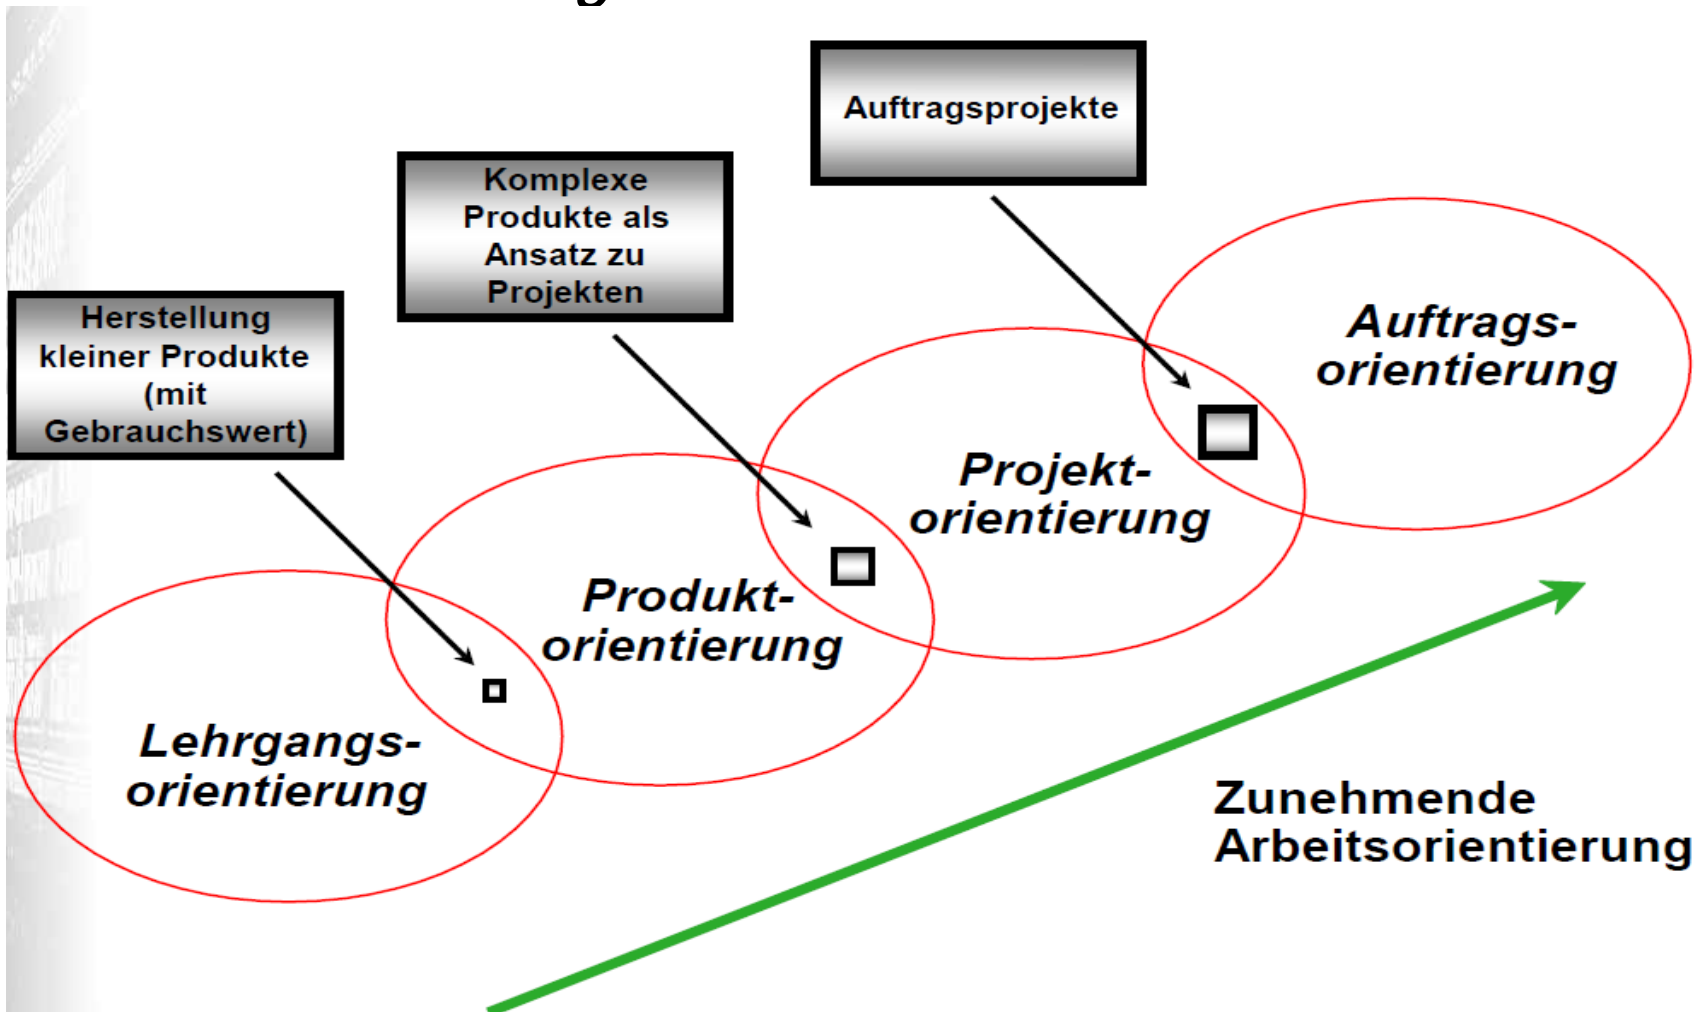 Auftragsprojekte
Komplexe
Produkte als
Ansatz zu
Projekten
Herstellung
kleiner Produkte
(mit
Gebrauchswert)
Auftrags-
orientierung
Projekt-
orientierung
Produkt-
orientierung
Lehrgangs-
orientierung
Zunehmende
Arbeitsorientierung